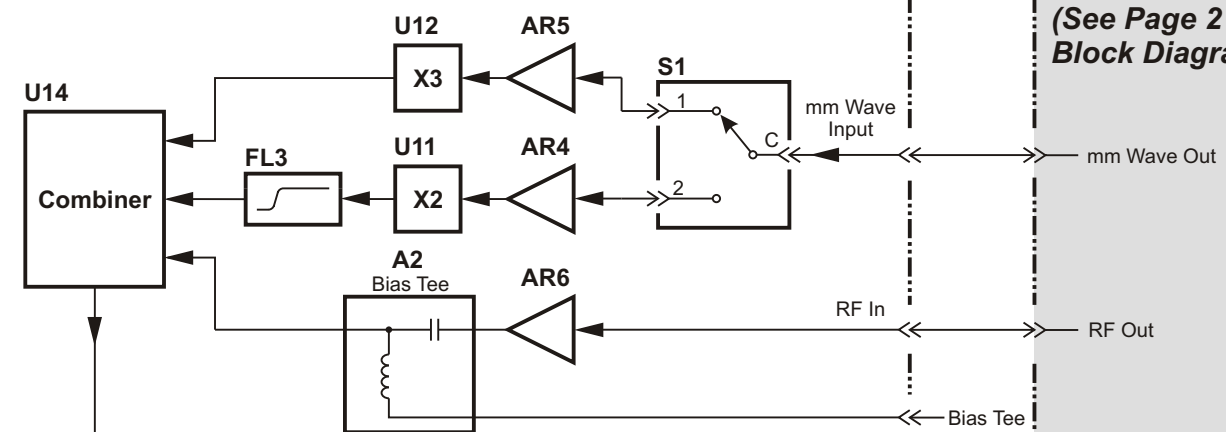 (See Page 2
Block Diagra
U12
AR5
X3
S1
1
mm Wave
Input
C
mm Wave Out
U14
Combiner
FL3
U11
AR4
X2
2
A2
Bias Tee
AR6
RF In
RF Out
Bias Tee